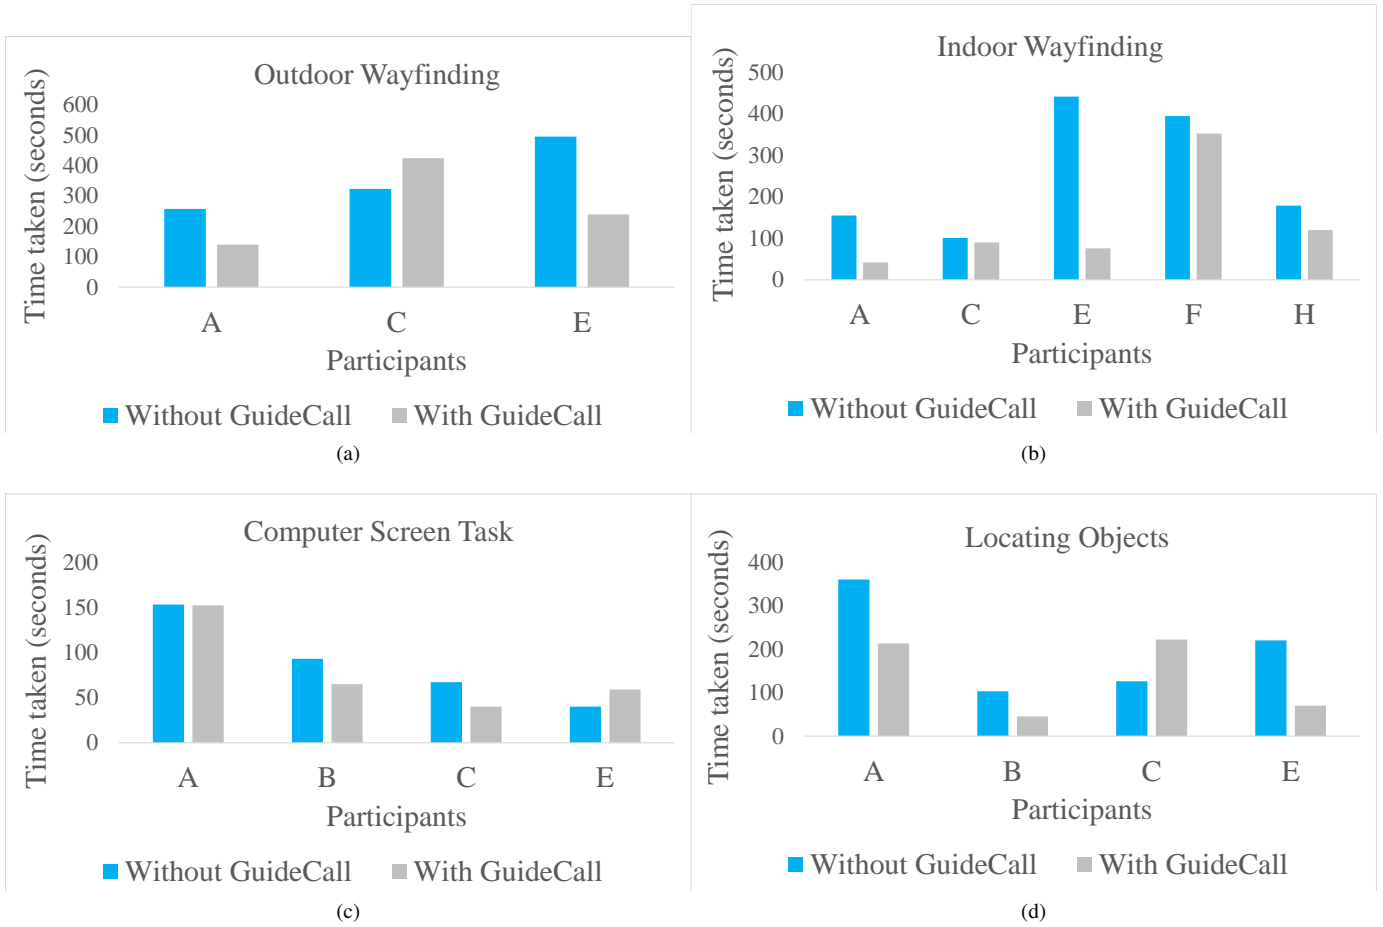 Outdoor Wayfinding
Time taken (seconds)
600
500
400
300
200
100
0
A C E
Participants
Without GuideCall With GuideCall
(a)
Indoor Wayfinding
Time taken (seconds)
500
400
300
200
100
0
A C E F H
Participants
Without GuideCall With GuideCall
(b)
Computer Screen Task
Time taken (seconds)
200
150
100
50
0
A B C E
Participants
Without GuideCall With GuideCall
(c)
Locating Objects
Time taken (seconds)
400
300
200
100
0
A B C E
Participants
Without GuideCall With GuideCall
(d)